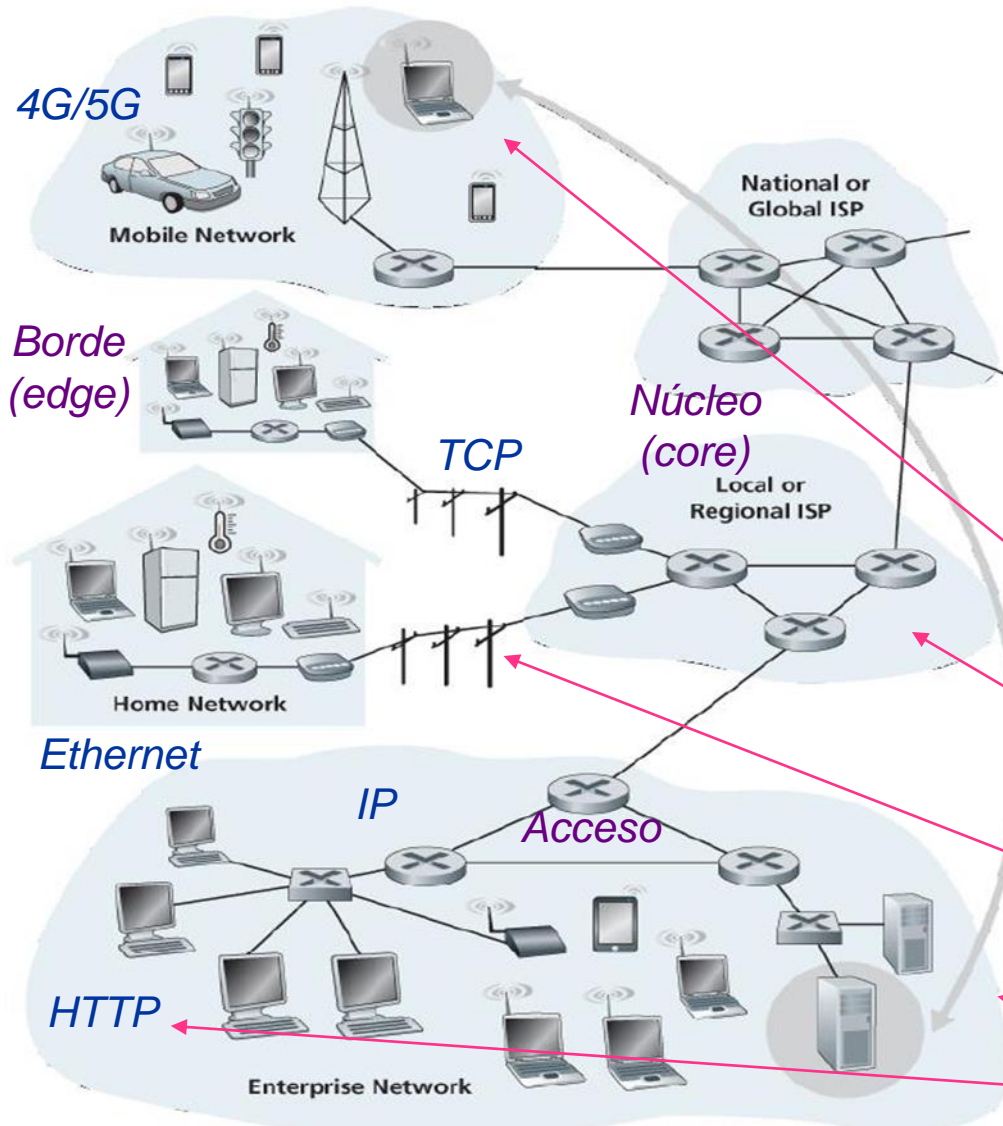 4G/5G
Mobile Network
National or
Global ISP
Borde
(edge)
Núcleo
(core)
TCP
Local or
Regional ISP
Home Network
Ethernet
IP
Acceso
HTTP
Enterprise Network